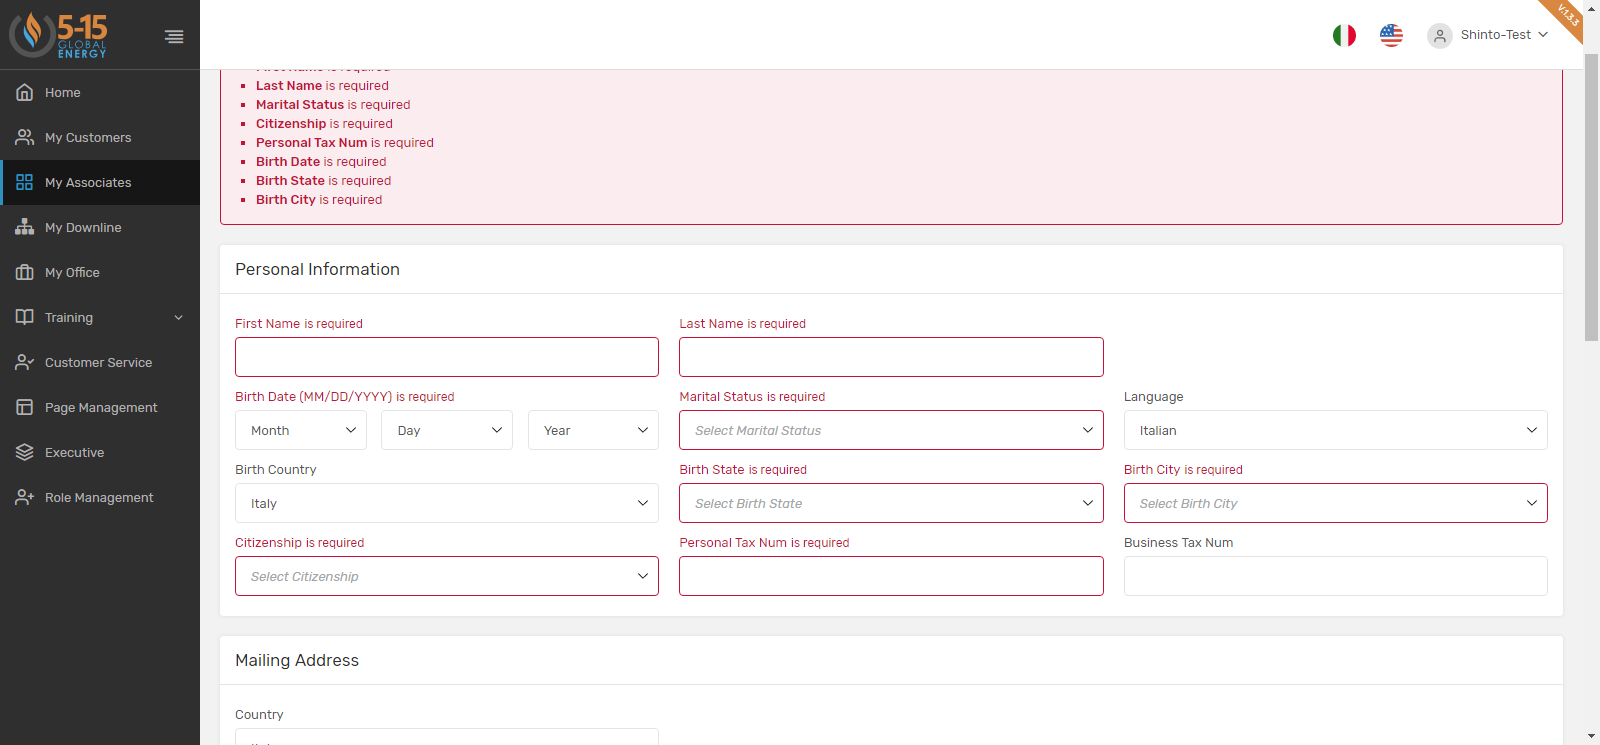 5-15
GLOBAL
ENERGY
Shinto-Test
V.1.3.3
Home
My Customers
My Associates
My Downline
My Office
Training
Customer Service
Page Management
Executive
Role Management
First Name is required
Last Name is required
Marital Status is required
Citizenship is required
Personal Tax Num is required
Birth Date is required
Birth State is required
Birth City is required
Personal Information
First Name is required
Last Name is required
Birth Date (MM/DD/YYYY) is required
Marital Status is required
Language
Month
Day
Year
Select Marital Status
Italian
Birth Country
Birth State is required
Birth City is required
Italy
Select Birth State
Select Birth City
Citizenship is required
Personal Tax Num is required
Business Tax Num
Select Citizenship
Mailing Address
Country